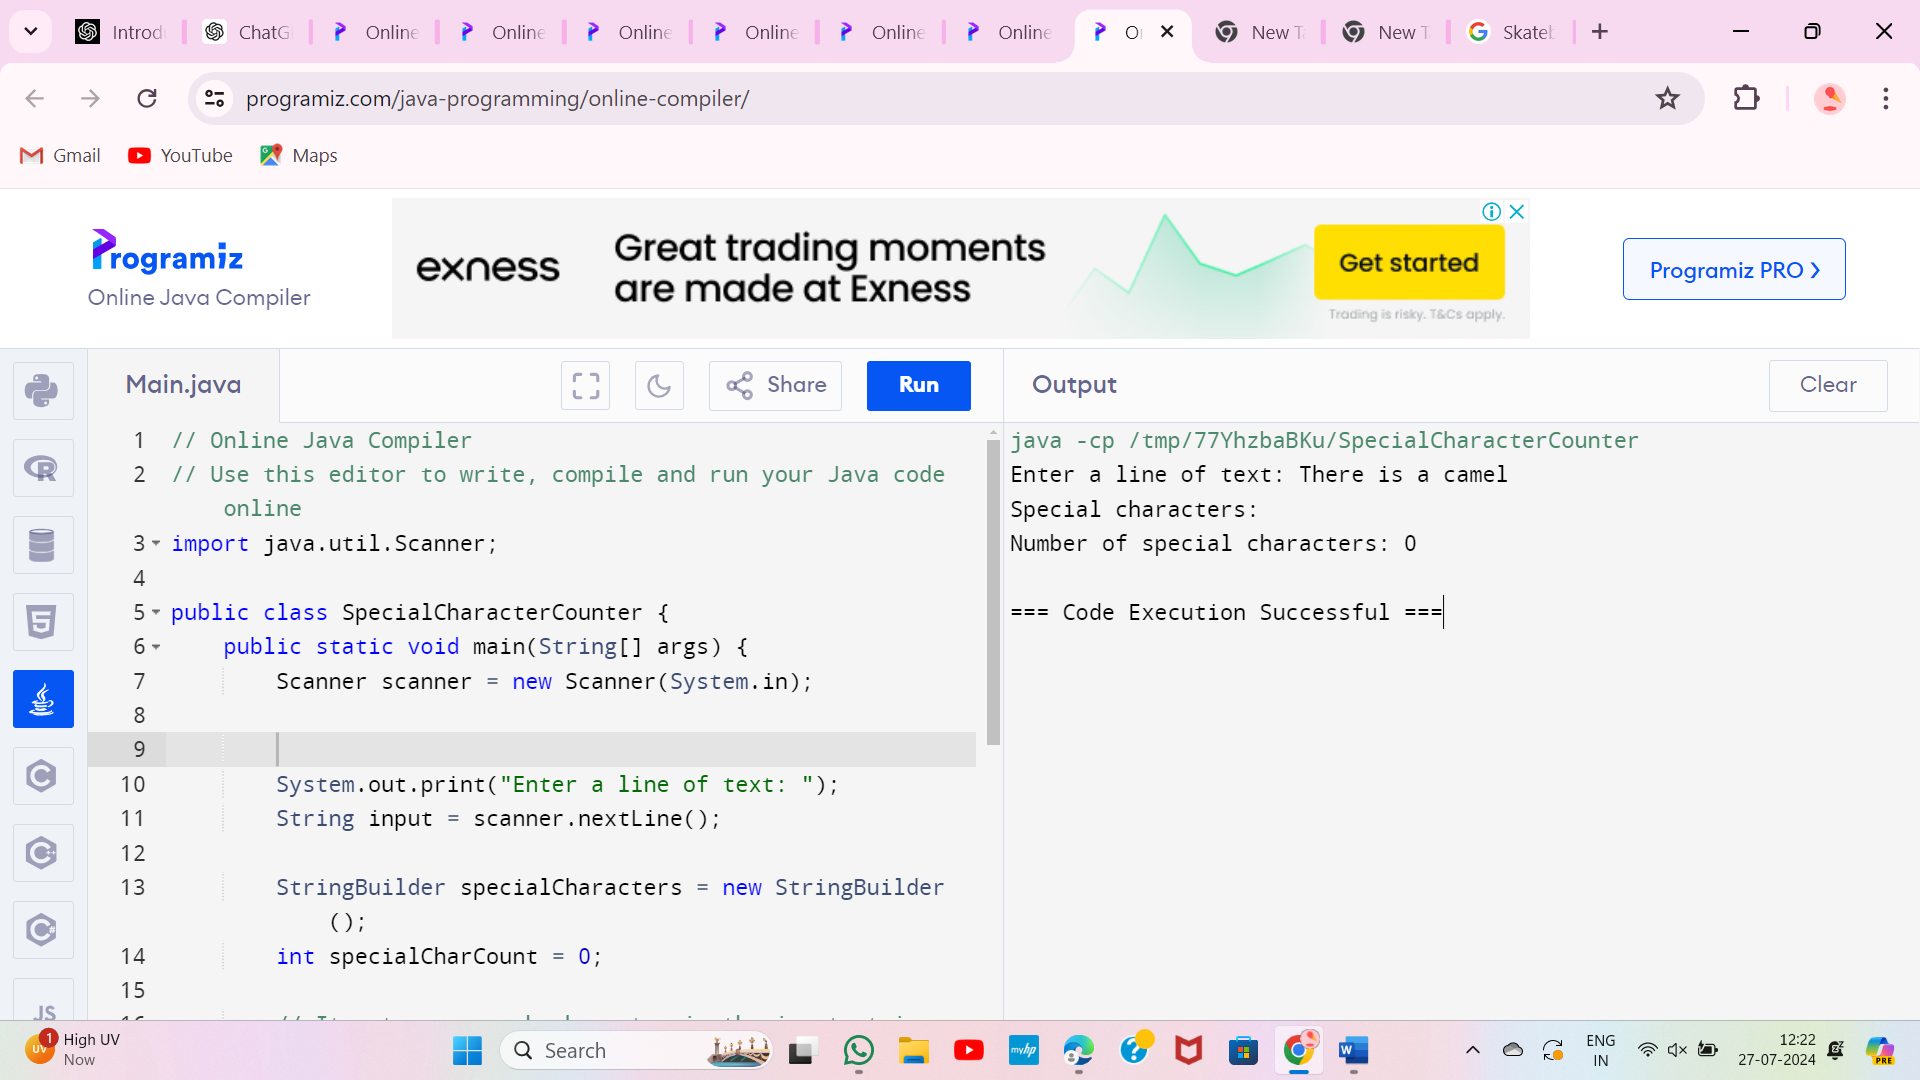 Introd
ChatG
Online
Online
Online
Online
Online
Online
O
New Ta
New T
Skateb
programiz.com/java-programming/online-compiler/
Gmail
YouTube
Maps
Programiz
Online Java Compiler
exness
Great trading moments
are made at Exness
Get started
Trading is risky. T&Cs apply.
Programiz PRO
Main.java
Share
Run
Output
Clear
1 // Online Java Compiler
2 // Use this editor to write, compile and run your Java code
online
3 import java.util.Scanner;
4
5 public class SpecialCharacterCounter {
6 public static void main(String[] args) {
7 Scanner scanner = new Scanner(System.in);
8
9
10 System.out.print("Enter a line of text: ");
11 String input = scanner.nextLine();
12
13 StringBuilder specialCharacters = new StringBuilder
();
14 int specialCharCount = 0;
15
java -cp /tmp/77YhzbaBKu/SpecialCharacterCounter
Enter a line of text: There is a camel
Special characters:
Number of special characters: 0
=== Code Execution Successful ===
JS
UV
1
High UV
Now
Search
myhp
W
ENG
IN
12:22
27-07-2024
PRE